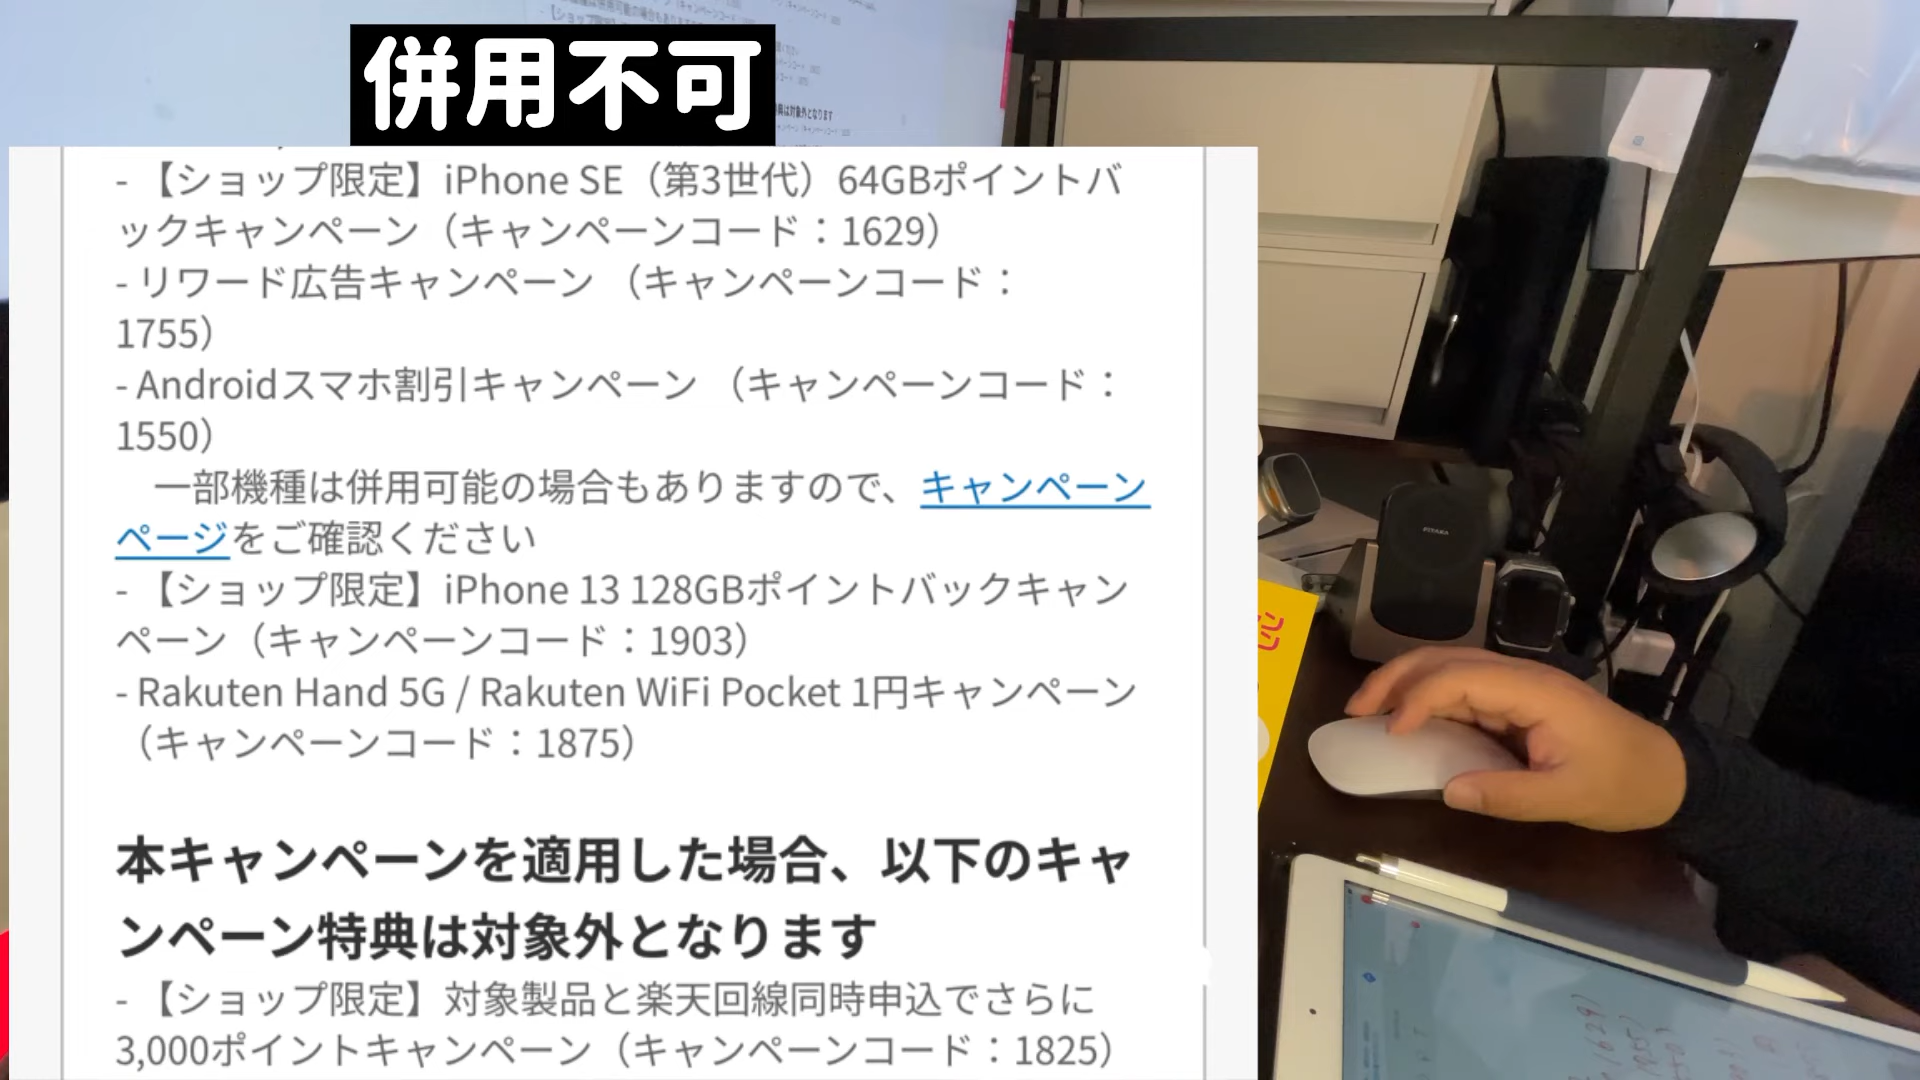 併用不可
- 【ショップ限定】iPhone SE（第3世代）64GBポイントバ
ックキャンペーン（キャンペーンコード：1629）
- リワード広告キャンペーン （キャンペーンコード：
1755）
- Androidスマホ割引キャンペーン （キャンペーンコード：
1550）
一部機種は併用可能の場合もありますので、キャンペーン
ページをご確認ください
- 【ショップ限定】iPhone 13 128GBポイントバックキャン
ペーン（キャンペーンコード：1903）
- Rakuten Hand 5G / Rakuten WiFi Pocket 1円キャンペーン
（キャンペーンコード：1875）
本キャンペーンを適用した場合、以下のキャ
ンペーン特典は対象外となります
- 【ショップ限定】対象製品と楽天回線同時申込でさらに
3,000ポイントキャンペーン（キャンペーンコード：1825）